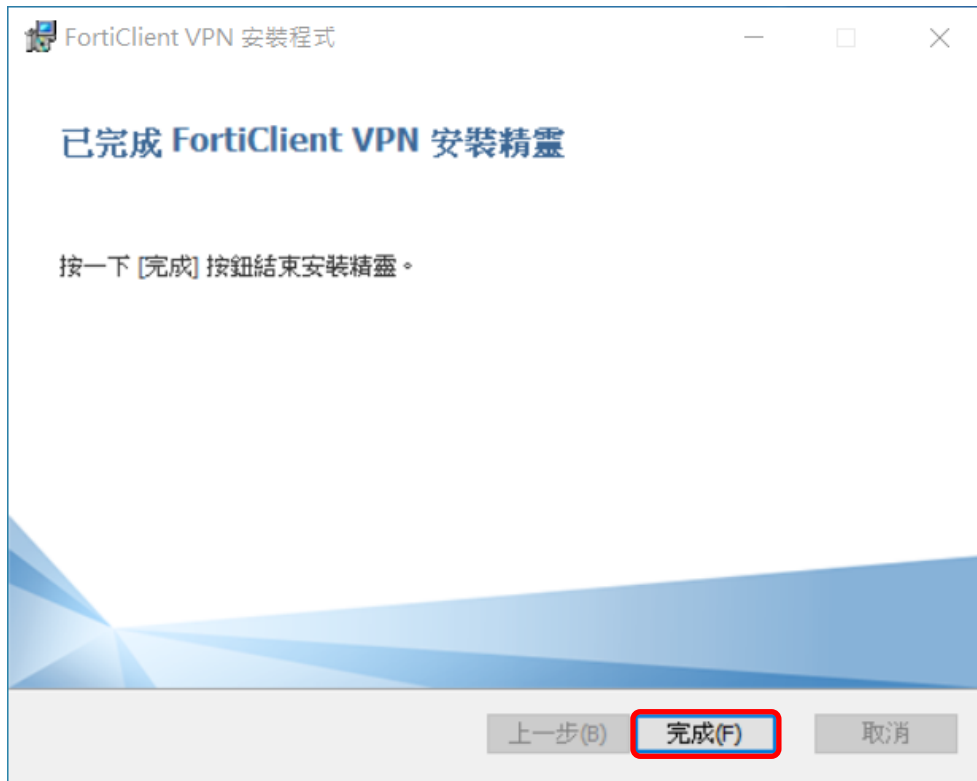 FortiClient VPN 安裝程式
已完成 FortiClient VPN 安裝精靈
按一下 [完成] 按鈕結束安裝精靈。
上一步(B) 完成(F) 取消